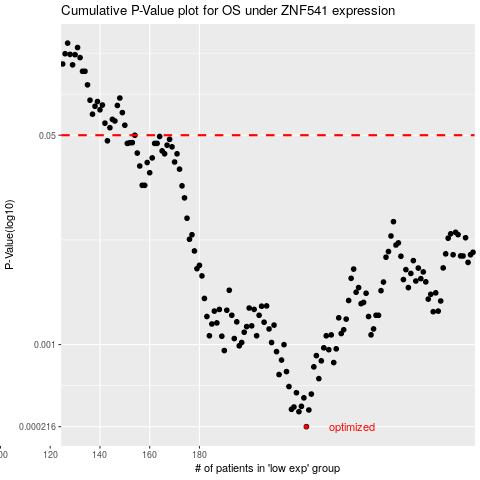 Cumulative P-Value plot for OS under ZNF541 expression
0.05
P-Value(log10)
0.001
0.000216
optimized
00 120 140 160 180
# of patients in 'low exp' group